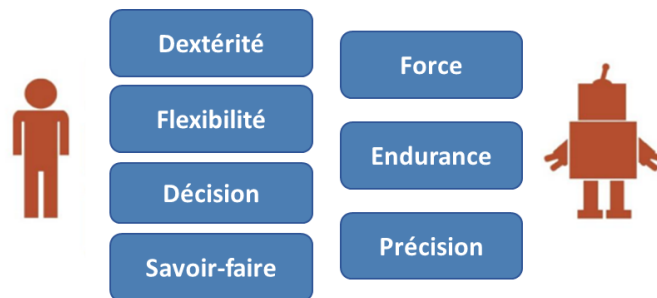 Dextérité
Flexibilité
Décision
Savoir-faire
Force
Endurance
Précision